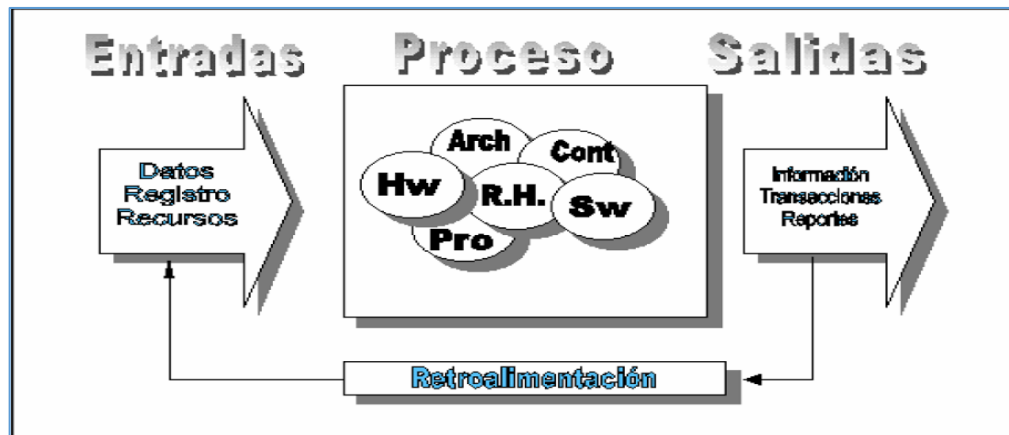 Entradas Proceso Salidas
Datos
Registro
Recursos
Arch
Cont
Hw
R.H.
Sw
Pro
Información
Transacciones
Reportes
Retroalimentación